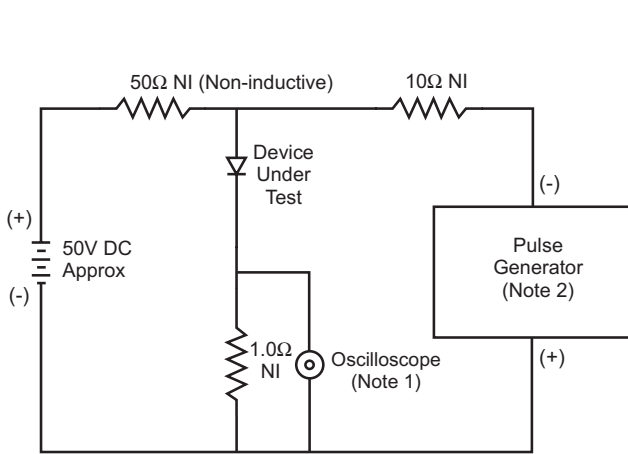 50Ω NI (Non-inductive)
10Ω NI
Device
Under
Test
(-)
(+)
50V DC
Approx
(-)
Pulse
Generator
(Note 2)
1.0Ω
NI
Oscilloscope
(Note 1)
(+)